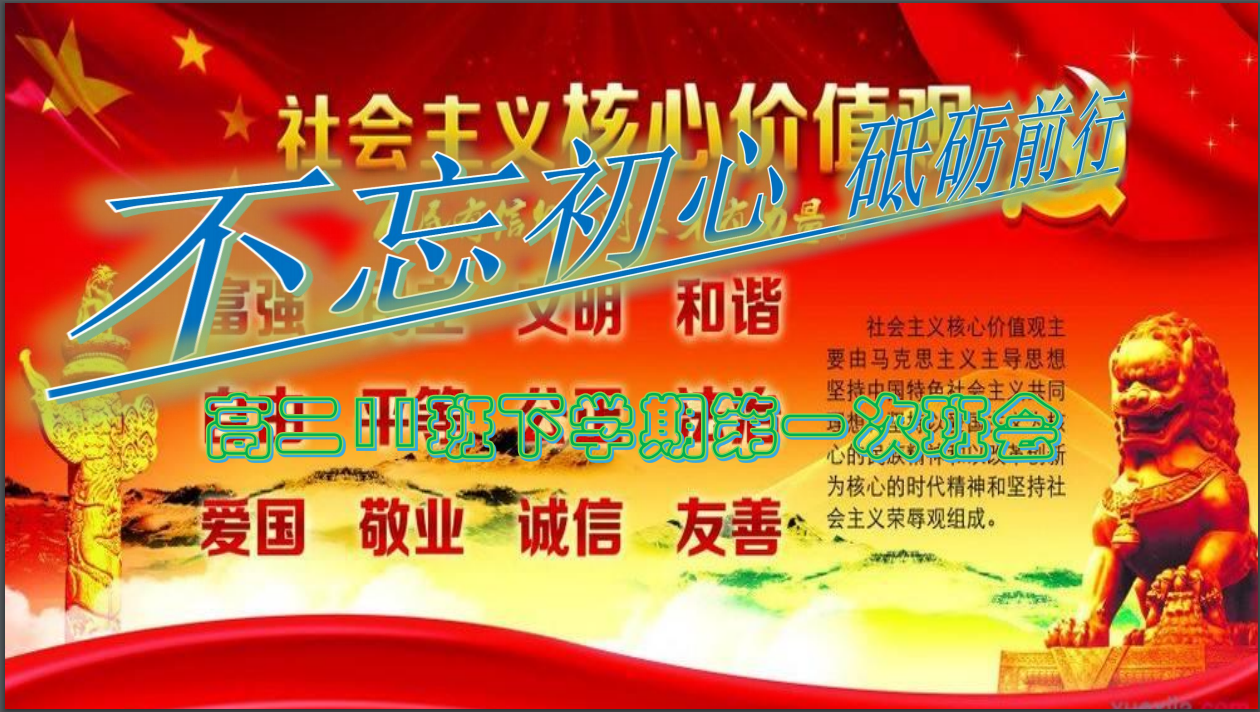 社会主义核心价值观
不忘初心 砥砺前行
富强 文明 和谐
高二11班下学期第一次班会
爱国 敬业 诚信 友善
社会主义核心价值观主
要由马克思主义主导思想
坚持中国特色社会主义共同
为核心的时代精神和坚持社
会主义荣辱观组成。